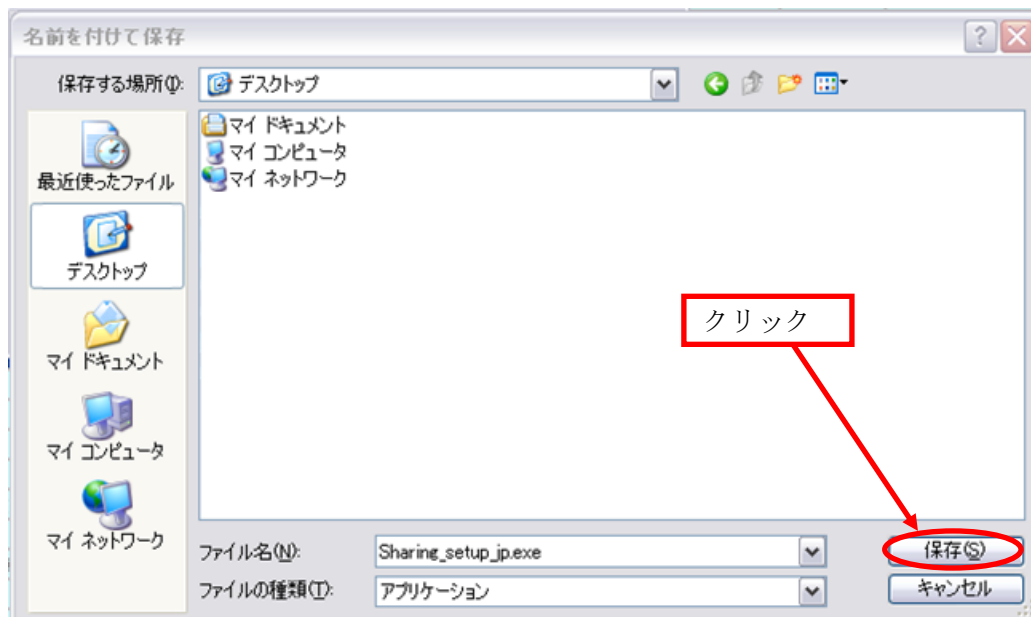 名前を付けて保存
保存する場所(I):
デスクトップ
最近使ったファイル
デスクトップ
マイ ドキュメント
マイ コンピュータ
マイ ネットワーク
マイ ドキュメント
マイ コンピュータ
マイ ネットワーク
クリック
ファイル名(N):
Sharing_setup_jp.exe
保存(S)
ファイルの種類(T):
アプリケーション
キャンセル